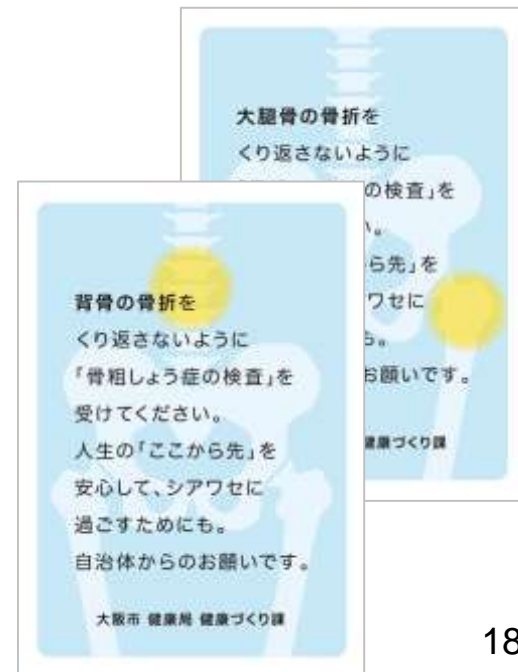 大腿骨の骨折を
くり返さないように
の検査」を
い。
ら先」を
ワセに
も。
お願いです。
健康づくり課
背骨の骨折を
くり返さないように
「骨粗しょう症の検査」を
受けてください。
人生の「ここから先」を
安心して、シアワセに
過ごすためにも。
自治体からのお願いです。
大阪市 健康局 健康づくり課
18